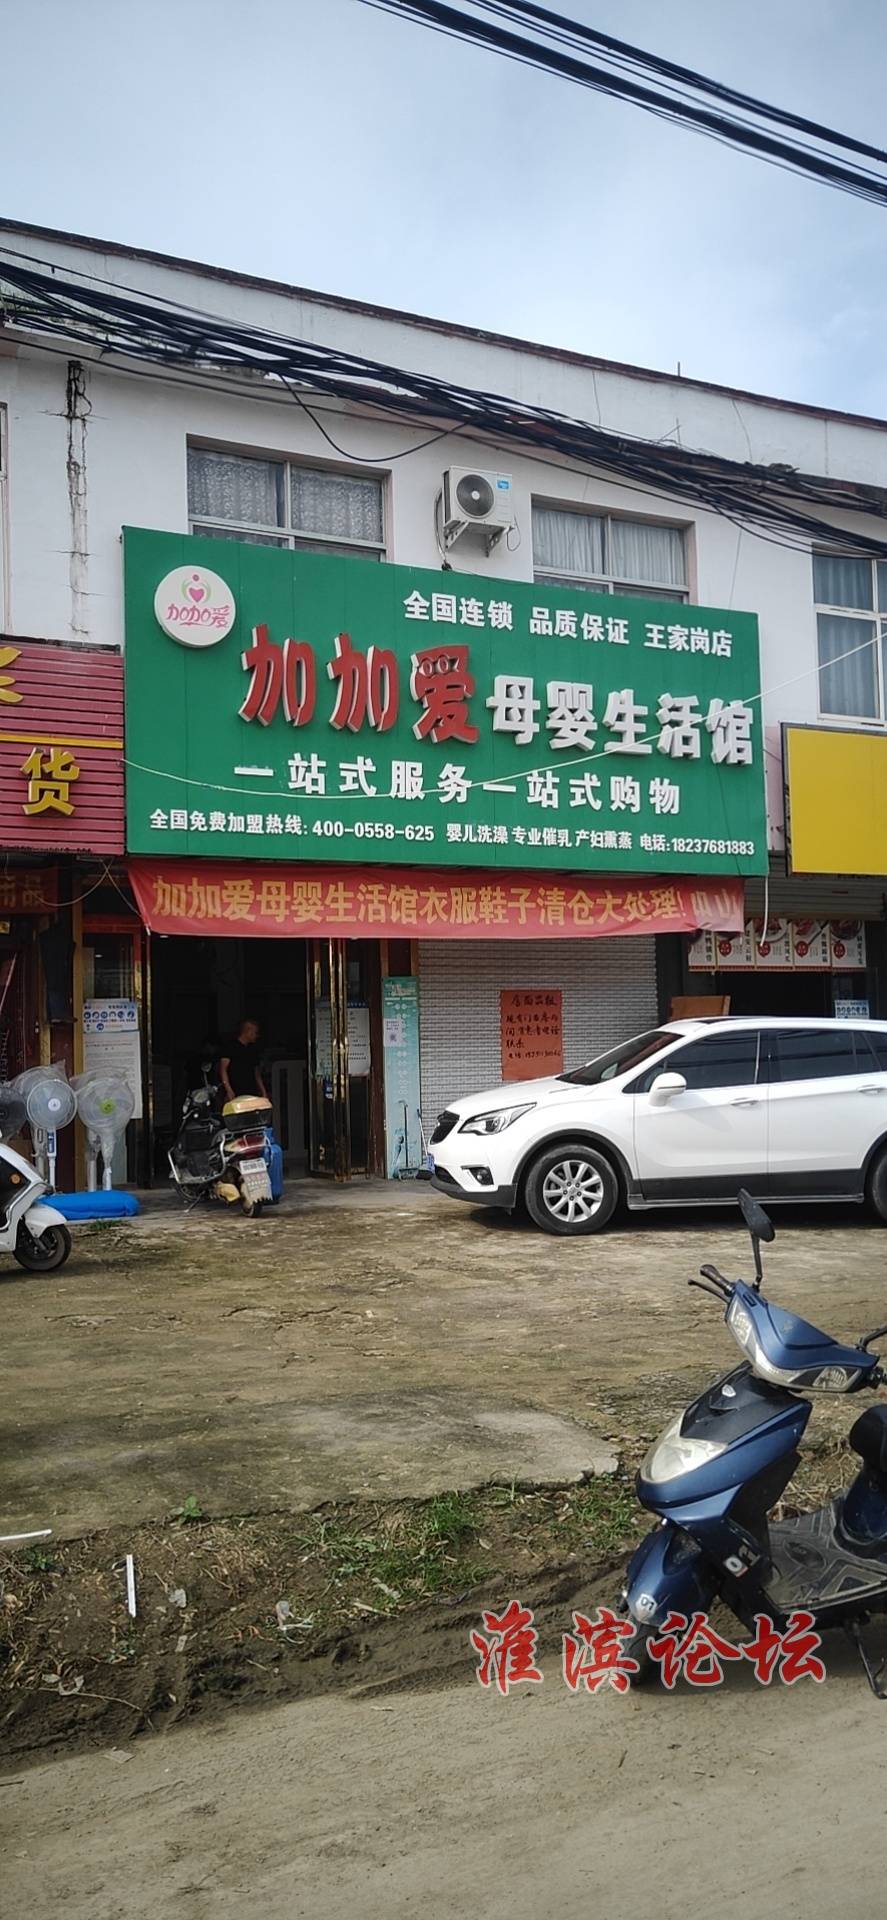 加加爱
全国连锁 品质保证 王家岗店
加加爱母婴生活馆
一站式服务一站式购物
全国免费加盟热线: 400-0558-625 婴儿洗澡 专业催乳 产妇熏蒸 电话:18237681883
货
加加爱母婴生活馆衣服鞋子清仓大处理!
店面出租
淮滨论坛